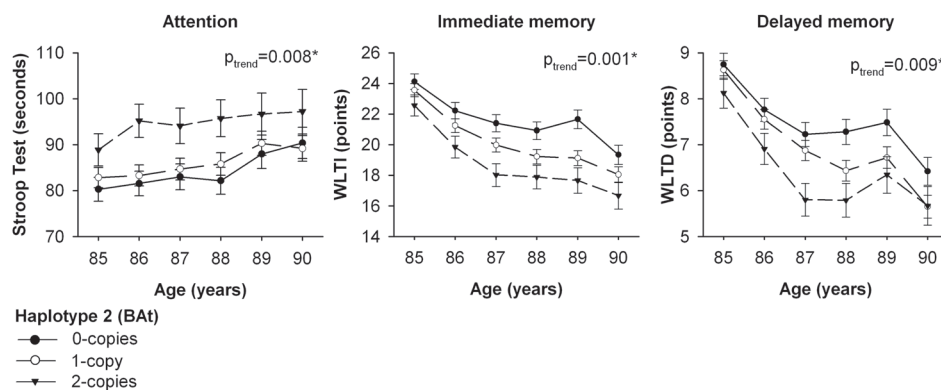 Attention
Immediate memory
Delayed memory
Stroop Test (seconds)
110
100
90
80
70
p_trend=0.008*
85 86 87 88 89 90
Age (years)
WLTI (points)
26
24
22
20
18
16
14
p_trend=0.001*
85 86 87 88 89 90
Age (years)
WLTD (points)
9
8
7
6
5
p_trend=0.009*
85 86 87 88 89 90
Age (years)
Haplotype 2 (BAt)
0-copies
1-copy
2-copies